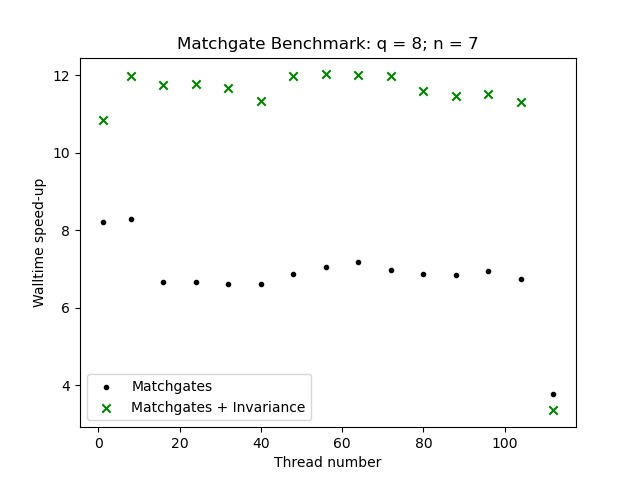 Matchgate Benchmark: q = 8; n = 7
Walltime speed-up
12
10
8
6
4
Matchgates
Matchgates + Invariance
0 20 40 60 80 100
Thread number